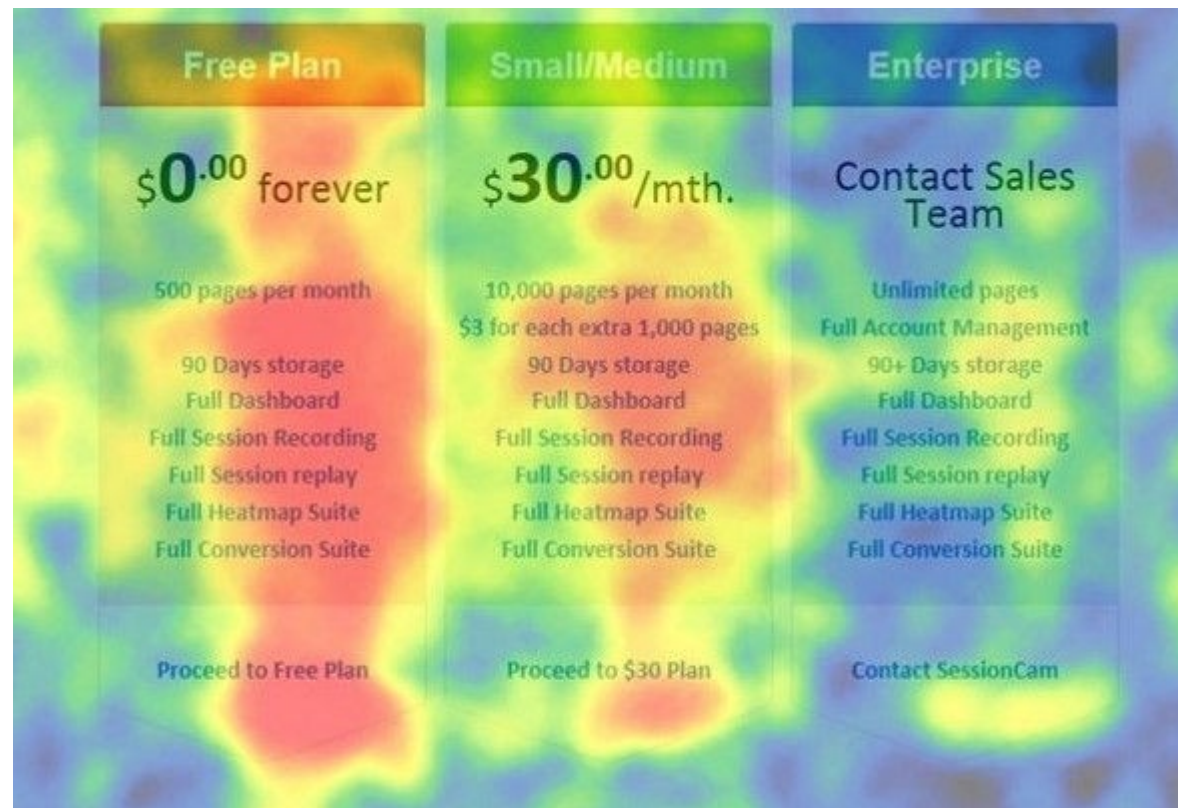 Free Plan
$0.00 forever
500 pages per month
90 Days storage
Full Dashboard
Full Session Recording
Full Session replay
Full Heatmap Suite
Full Conversion Suite
Proceed to Free Plan
Small/Medium
$30.00/mth.
10,000 pages per month
$3 for each extra 1,000 pages
90 Days storage
Full Dashboard
Full Session Recording
Full Session replay
Full Heatmap Suite
Full Conversion Suite
Proceed to $30 Plan
Enterprise
Contact Sales
Team
Unlimited pages
Full Account Management
90+ Days storage
Full Dashboard
Full Session Recording
Full Session replay
Full Heatmap Suite
Full Conversion Suite
Contact SessionCam